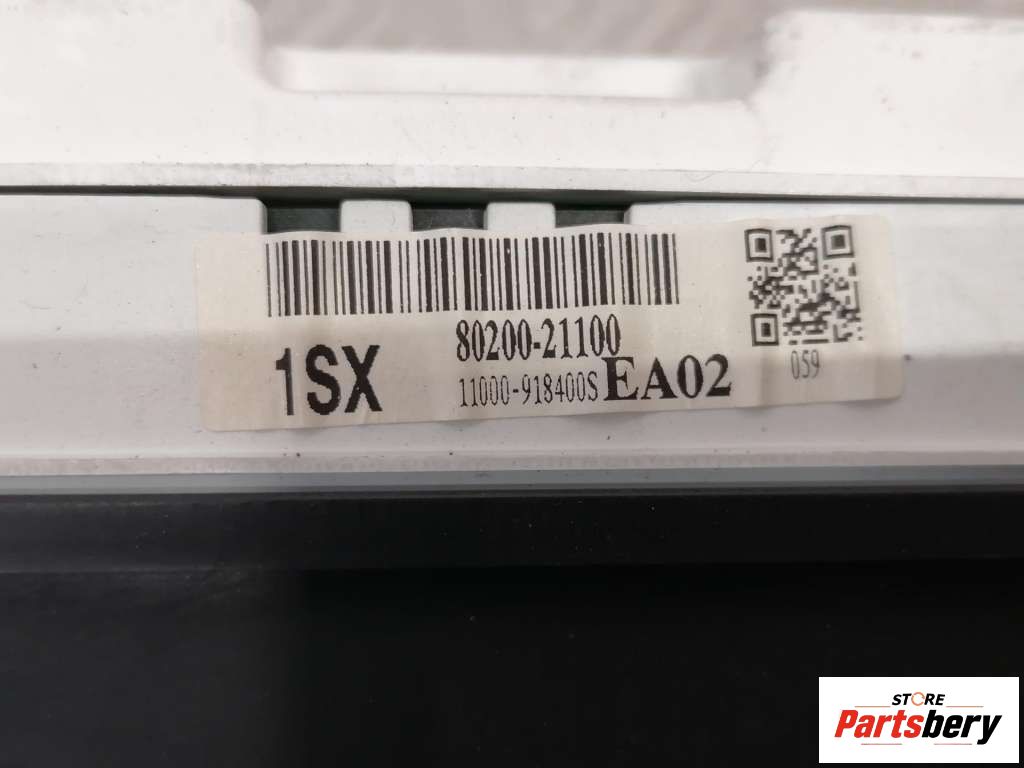 80200-21100
1SX
11000-918400S EA02
059
STORE
Partsbery